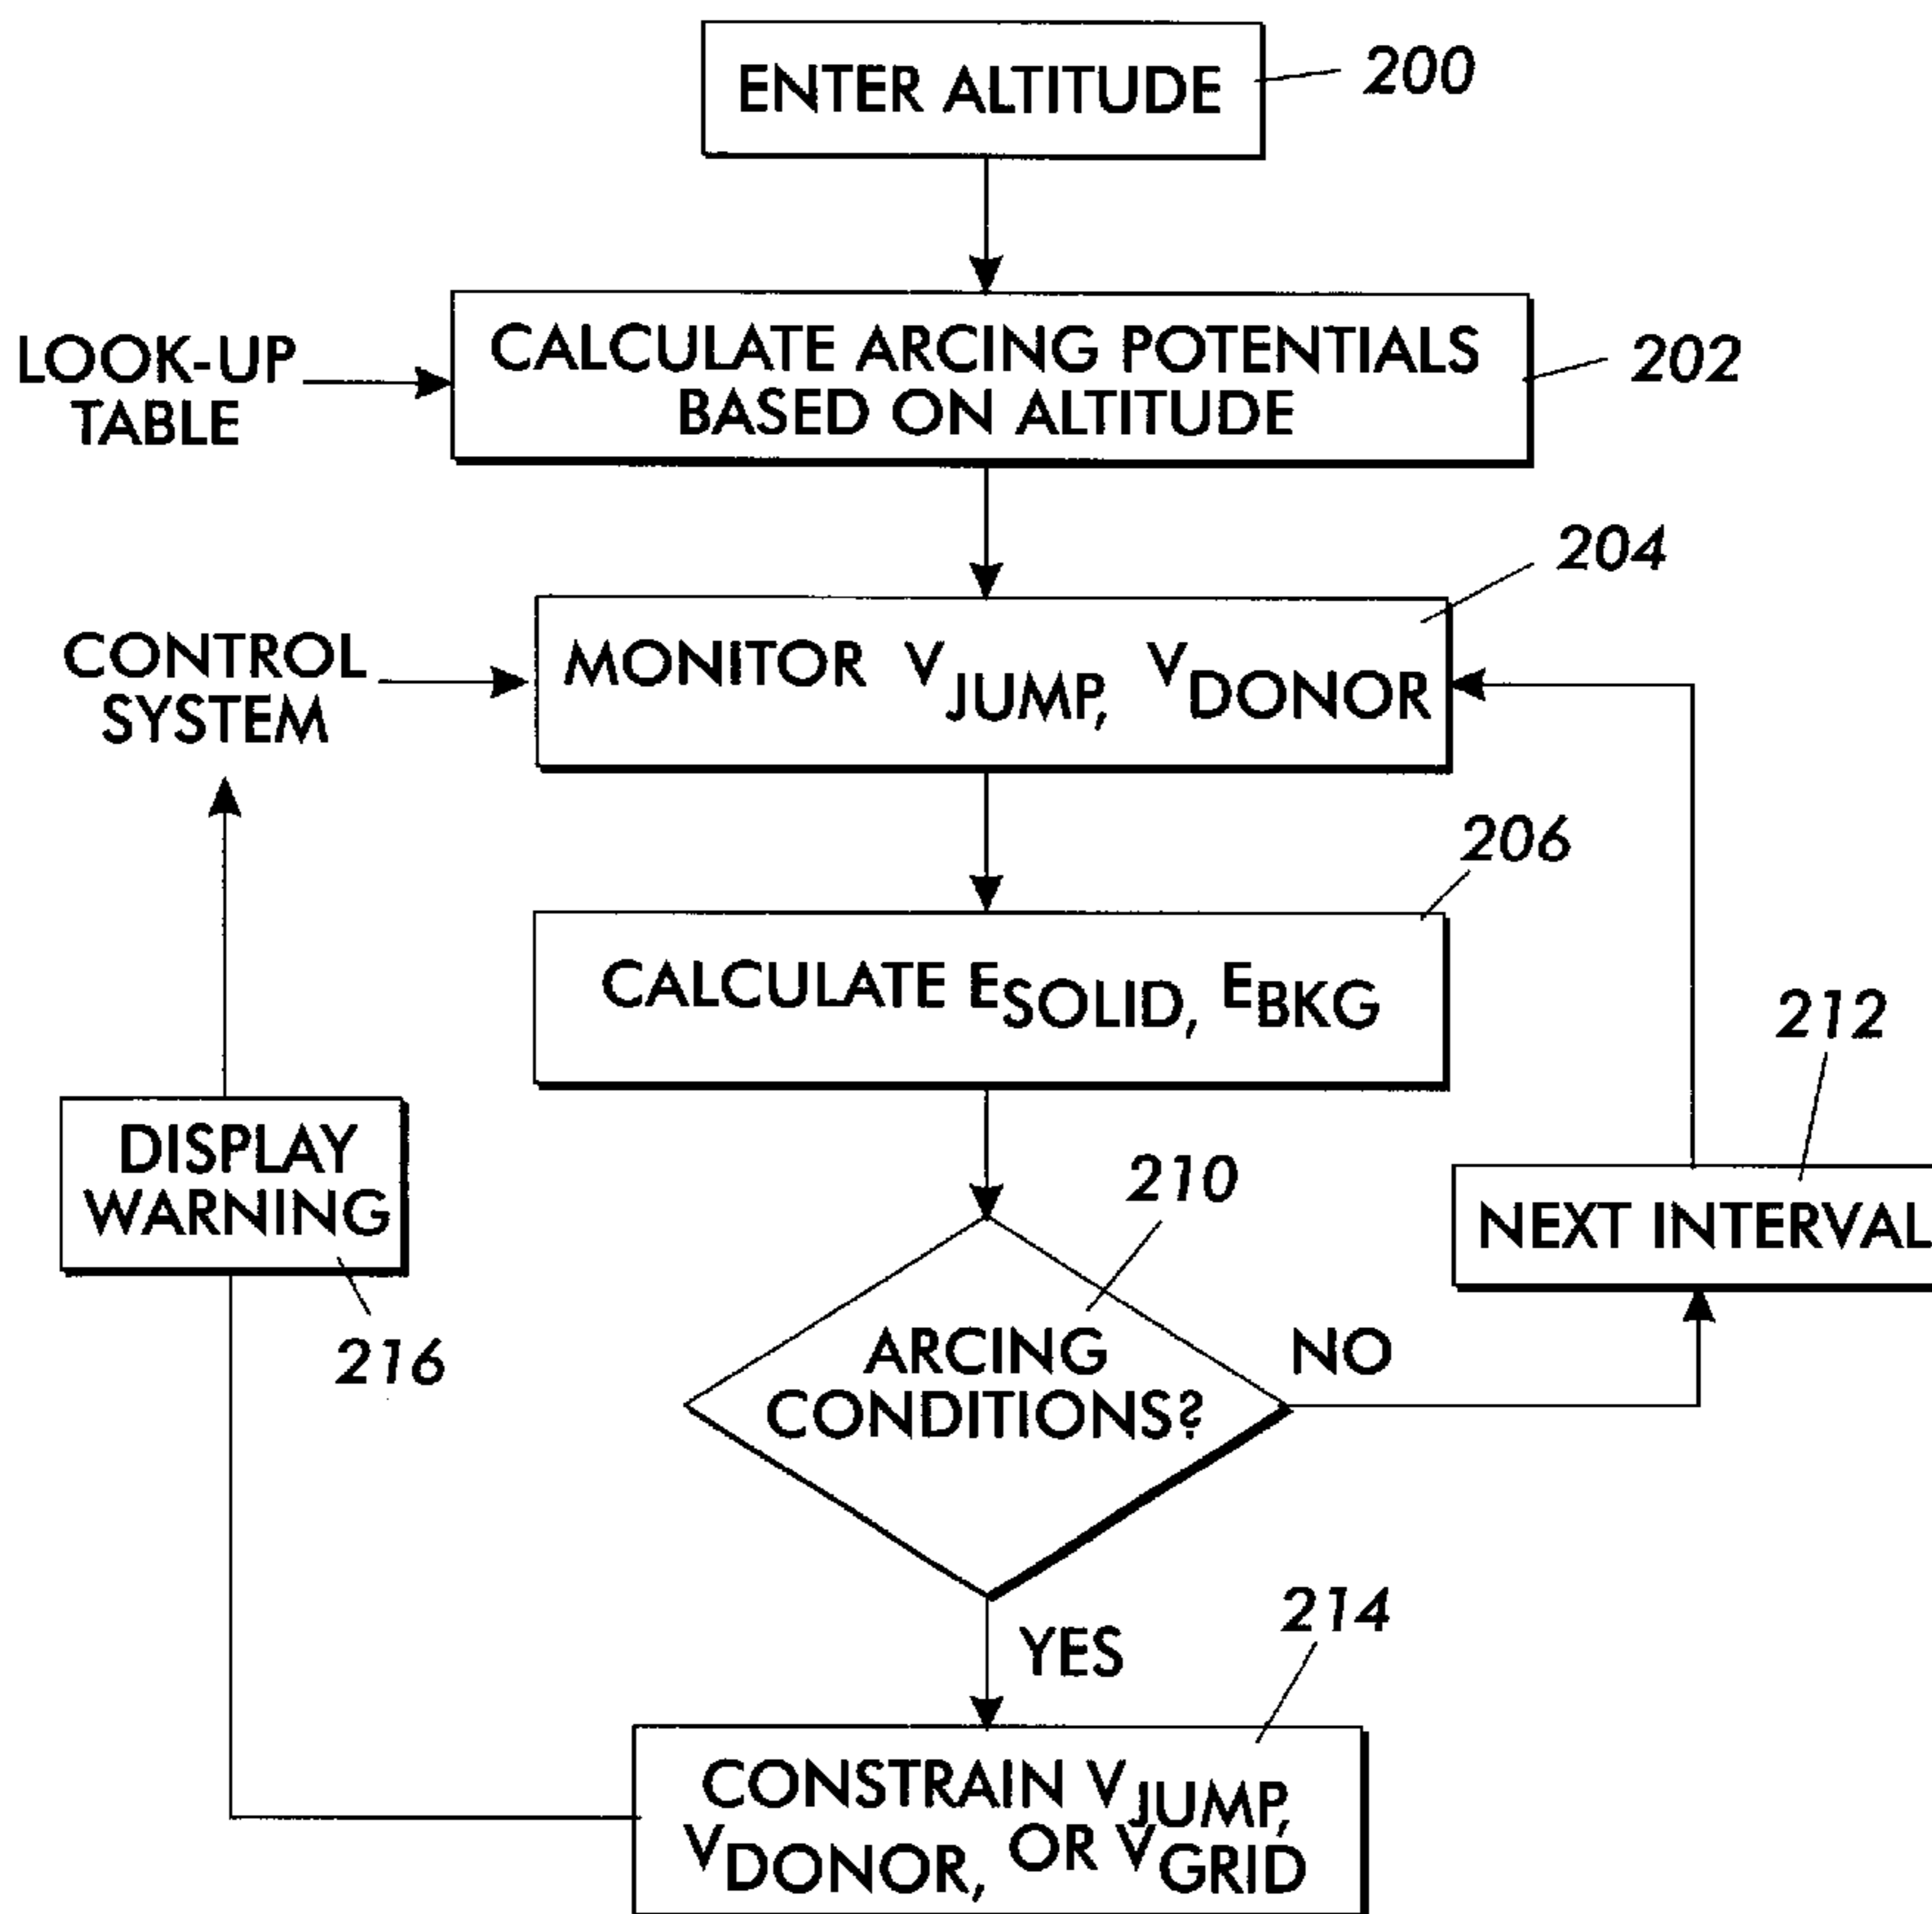 ENTER ALTITUDE
200
CALCULATE ARCING POTENTIALS
BASED ON ALTITUDE
202
LOOK-UP
TABLE
204
MONITOR VJUMP, VDONOR
CONTROL
SYSTEM
206
CALCULATE ESOLID, EBKG
212
NEXT INTERVAL
DISPLAY
WARNING
216
210
ARCING
CONDITIONS?
NO
YES
214
CONSTRAIN VJUMP,
VDONOR, OR VGRID